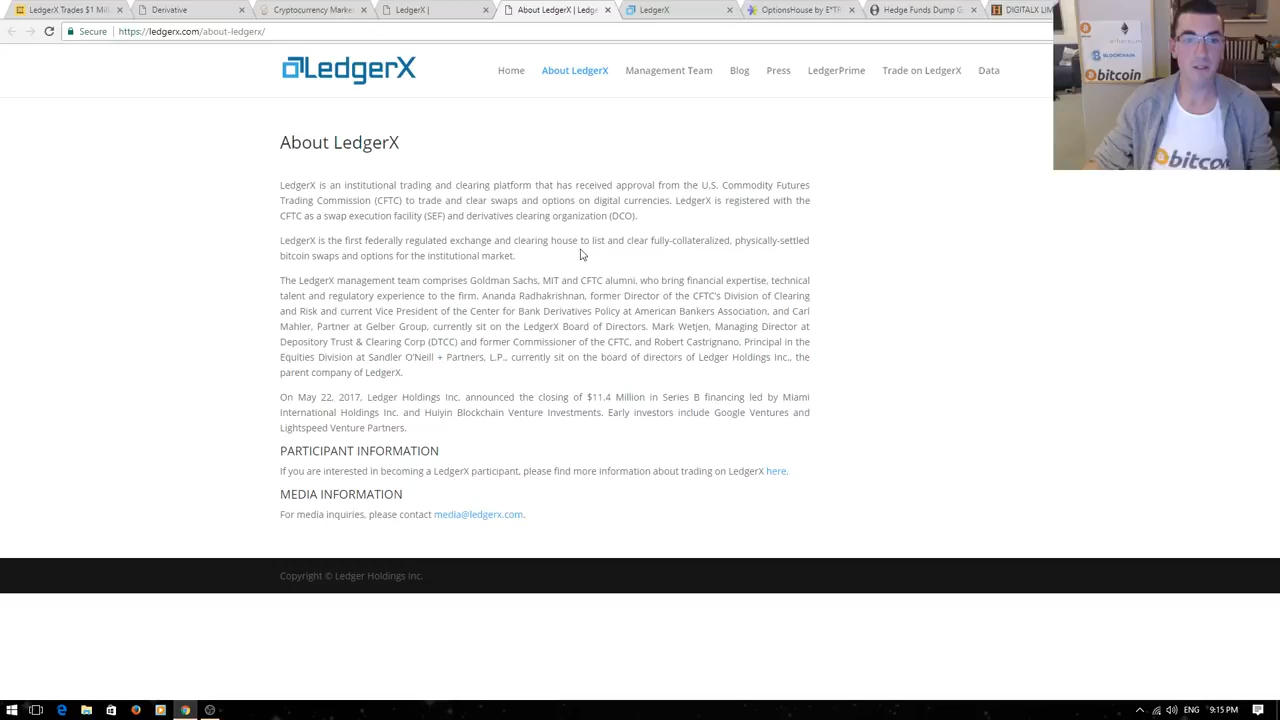 LedgerX Trades $1 Mil
Derivative
Cryptocurrency Marke
LedgerX |
About LedgerX | Ledge
LedgerX
OptionsHouse by E*TR
Hedge Funds Dump G
DIGITALX LIM
Secure
https://ledgerx.com/about-ledgerx/
LedgerX
Home
About LedgerX
Management Team
Blog
Press
LedgerPrime
Trade on LedgerX
Data
ethereum
BLOCKCHAIN
bitcoin
bitcoin
About LedgerX
LedgerX is an institutional trading and clearing platform that has received approval from the U.S. Commodity Futures
Trading Commission (CFTC) to trade and clear swaps and options on digital currencies. LedgerX is registered with the
CFTC as a swap execution facility (SEF) and derivatives clearing organization (DCO).
LedgerX is the first federally regulated exchange and clearing house to list and clear fully-collateralized, physically-settled
bitcoin swaps and options for the institutional market.
The LedgerX management team comprises Goldman Sachs, MIT and CFTC alumni, who bring financial expertise, technical
talent and regulatory experience to the firm. Ananda Radhakrishnan, former Director of the CFTC's Division of Clearing
and Risk and current Vice President of the Center for Bank Derivatives Policy at American Bankers Association, and Carl
Mahler, Partner at Gelber Group, currently sit on the LedgerX Board of Directors. Mark Wetjen, Managing Director at
Depository Trust & Clearing Corp (DTCC) and former Commissioner of the CFTC, and Robert Castrignano, Principal in the
Equities Division at Sandler O'Neill + Partners, L.P., currently sit on the board of directors of Ledger Holdings Inc., the
parent company of LedgerX.
On May 22, 2017, Ledger Holdings Inc. announced the closing of $11.4 Million in Series B financing led by Miami
International Holdings Inc. and Huiyin Blockchain Venture Investments. Early investors include Google Ventures and
Lightspeed Venture Partners.
PARTICIPANT INFORMATION
If you are interested in becoming a LedgerX participant, please find more information about trading on LedgerX here.
MEDIA INFORMATION
For media inquiries, please contact media@ledgerx.com.
Copyright © Ledger Holdings Inc.
ENG
9:15 PM